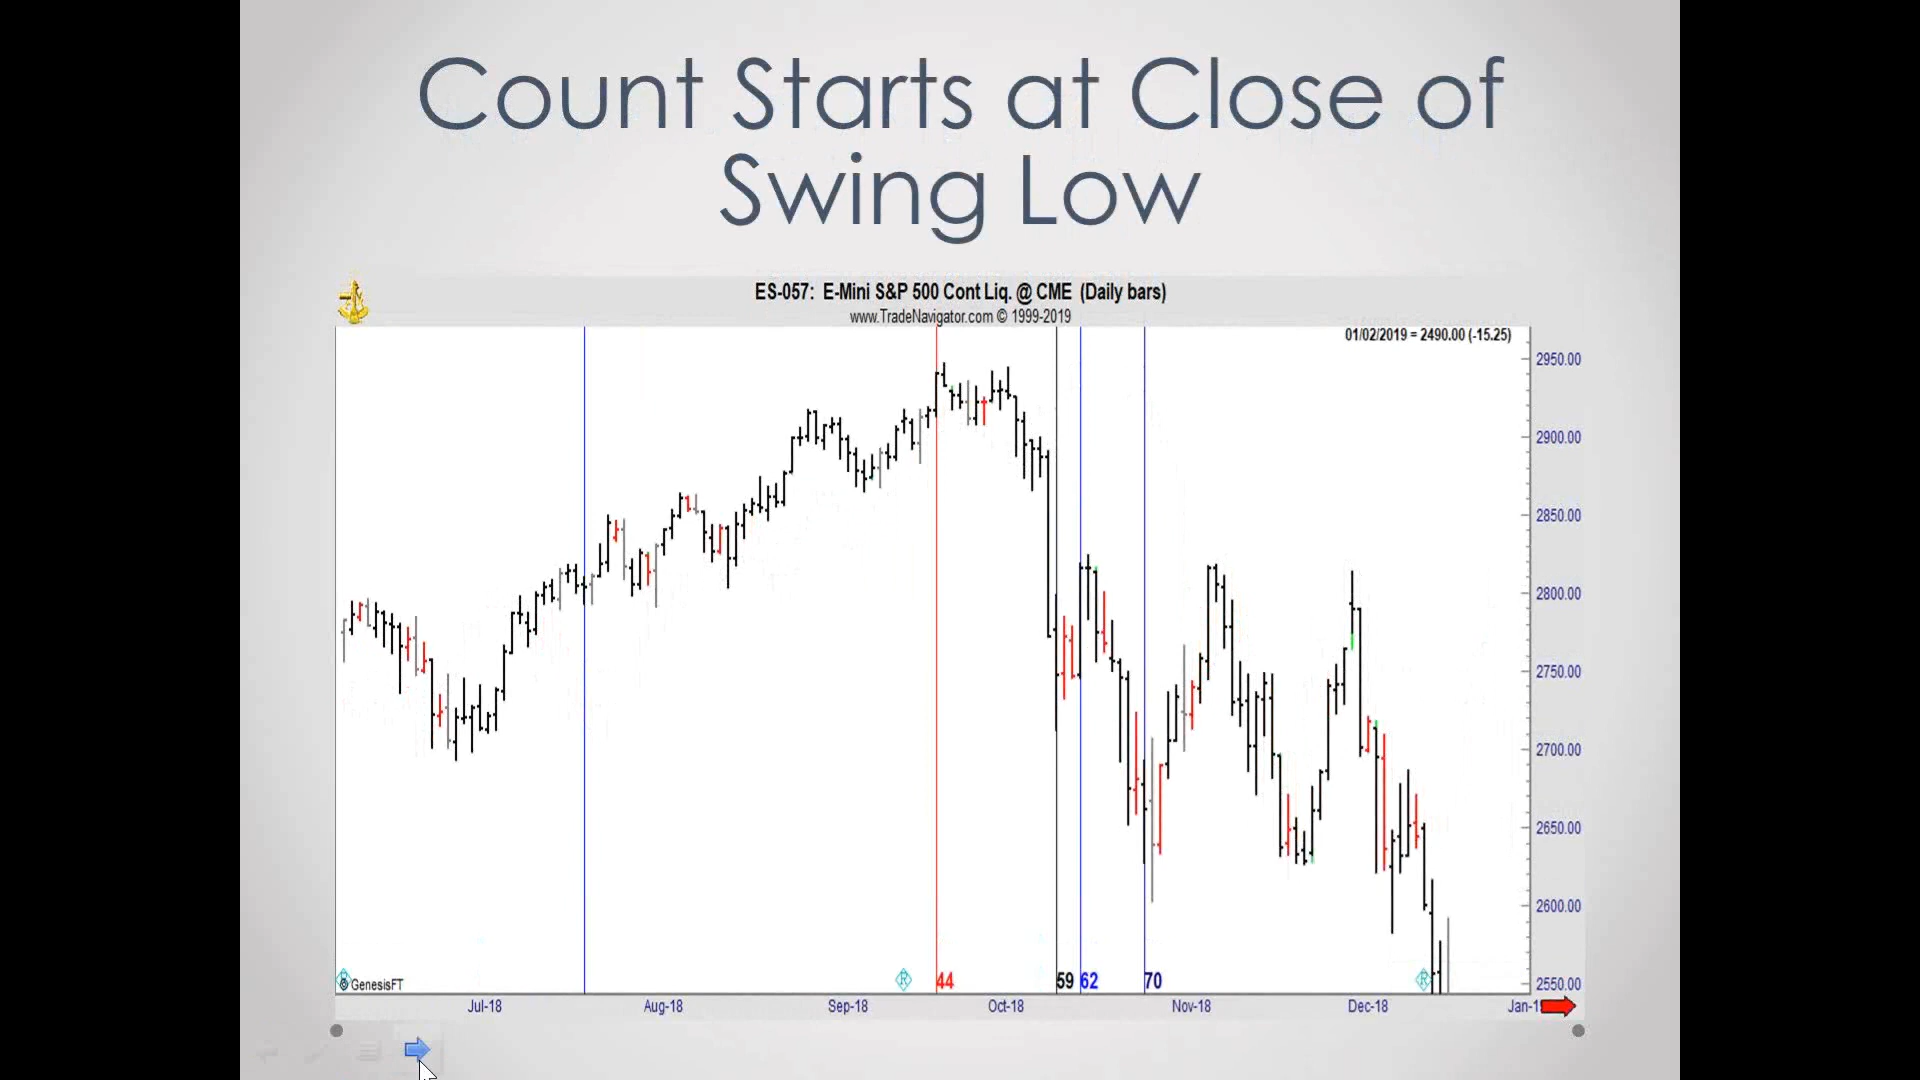 Count Starts at Close of
Swing Low
ES-057: E-Mini S&P 500 Cont Liq. @ CME (Daily bars)
www.TradeNavigator.com © 1999-2019
01/02/2019 = 2490.00 (-15.25)
2950.00
2900.00
2850.00
2800.00
2750.00
2700.00
2650.00
2600.00
2550.00
R
© GenesisFT
R
44
59
62
70
R
Jul-18
Aug-18
Sep-18
Oct-18
Nov-18
Dec-18
Jan-1